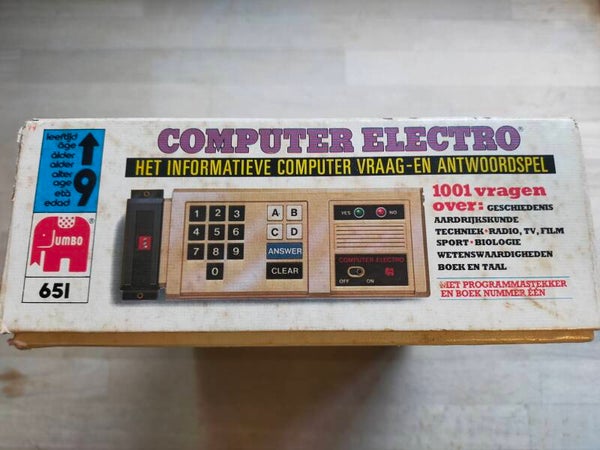 leeftijd
âge
ålder
alder
alter
age
età
edad
9
JUMBO
651
COMPUTER ELECTRO®
HET INFORMATIEVE COMPUTER VRAAG-EN ANTWOORDSPEL
1 2 3
4 5 6
7 8 9
0
A B
C D
ANSWER
CLEAR
YES NO
COMPUTER ELECTRO
OFF ON
1001 vragen
over: GESCHIEDENIS
AARDRIJKSKUNDE
TECHNIEK • RADIO, TV, FILM
SPORT • BIOLOGIE
WETENSWAARDIGHEDEN
BOEK EN TAAL
MET PROGRAMMASTEKKER
EN BOEK NUMMER ÉÉN